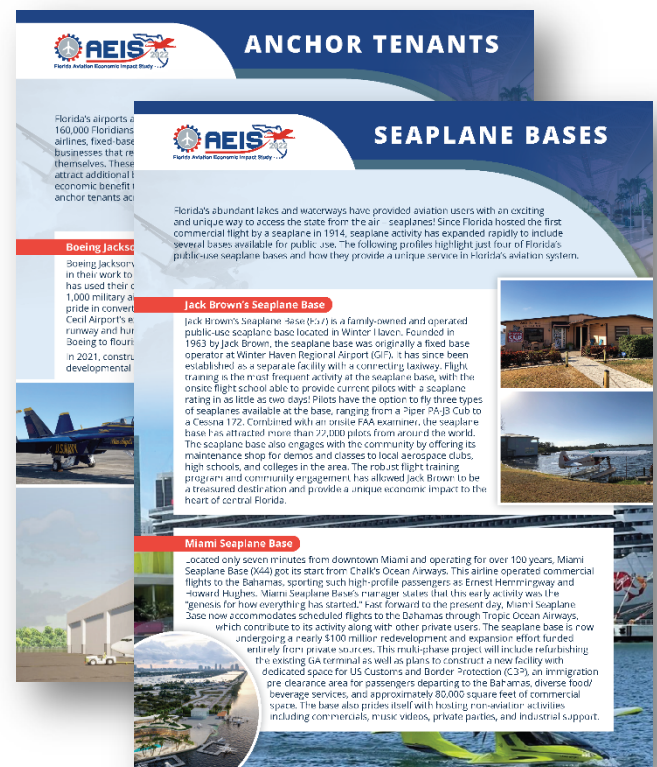 AEIS
2022
Florida Aviation Economic Impact Study
ANCHOR TENANTS
Florida's airports a
160,000 Floridians
airlines, fixed-base
businesses that re
themselves. These
attract additional b
economic benefit t
anchor tenants ac
Boeing Jackso
Boeing Jacksonv
in their work to
has used their
1,000 military a
pride in convert
Cecil Airport's e
runway and hun
Boeing to flouri
In 2021, constru
developmental
U.S. NAVY
AEIS
2022
Florida Aviation Economic Impact Study
SEAPLANE BASES
Florida's abundant lakes and waterways have provided aviation users with an exciting
and unique way to access the state from the air – seaplanes! Since Florida hosted the first
commercial flight by a seaplane in 1914, seaplane activity has expanded rapidly to include
several bases available for public use. The following profiles highlight just four of Florida's
public-use seaplane bases and how they provide a unique service in Florida's aviation system.
Jack Brown's Seaplane Base
Jack Brown's Seaplane Base (F57) is a family-owned and operated
public-use seaplane base located in Winter Haven. Founded in
1963 by Jack Brown, the seaplane base was originally a fixed base
operator at Winter Haven Regional Airport (GIF). It has since been
established as a separate facility with a connecting taxiway. Flight
training is the most frequent activity at the seaplane base, with the
onsite flight school able to provide current pilots with a seaplane
rating in as little as two days! Pilots have the option to fly three types
of seaplanes available at the base, ranging from a Piper PA-J3 Cub to
a Cessna 172. Combined with an onsite FAA examiner, the seaplane
base has attracted more than 22,000 pilots from around the world.
The seaplane base also engages with the community by offering its
maintenance shop for demos and classes to local aerospace clubs,
high schools, and colleges in the area. The robust flight training
program and community engagement has allowed Jack Brown to be
a treasured destination and provide a unique economic impact to the
heart of central Florida.
Miami Seaplane Base
Located only seven minutes from downtown Miami and operating for over 100 years, Miami
Seaplane Base (X44) got its start from Chalk's Ocean Airways. This airline operated commercial
flights to the Bahamas, sporting such high-profile passengers as Ernest Hemmingway and
Howard Hughes. Miami Seaplane Base's manager states that this early activity was the
"genesis for how everything has started." Fast forward to the present day, Miami Seaplane
Base now accommodates scheduled flights to the Bahamas through Tropic Ocean Airways,
which contribute to its activity along with other private users. The seaplane base is now
undergoing a nearly $100 million redevelopment and expansion effort funded
entirely from private sources. This multi-phase project will include refurbishing
the existing GA terminal as well as plans to construct a new facility with
dedicated space for US Customs and Border Protection (CBP), an immigration
pre clearance area for passengers departing to the Bahamas, diverse food/
beverage services, and approximately 80,000 square feet of commercial
space. The base also prides itself with hosting non-aviation activities
including commercials, music videos, private parties, and industrial support.